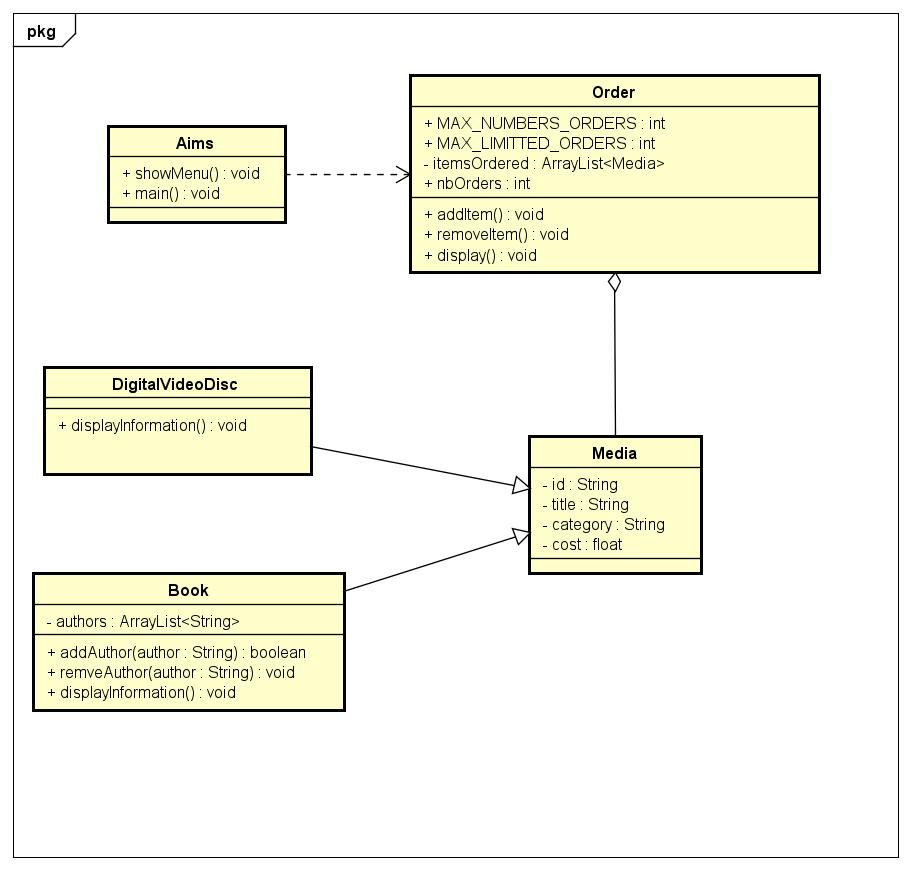 pkg
Order
+ MAX_NUMBERS_ORDERS : int
+ MAX_LIMITTED_ORDERS : int
- itemsOrdered : ArrayList<Media>
+ nbOrders : int
+ addItem() : void
+ removeItem() : void
+ display() : void
Aims
+ showMenu() : void
+ main() : void
DigitalVideoDisc
+ displayInformation() : void
Media
- id : String
- title : String
- category : String
- cost : float
Book
- authors : ArrayList<String>
+ addAuthor(author : String) : boolean
+ remveAuthor(author : String) : void
+ displayInformation() : void